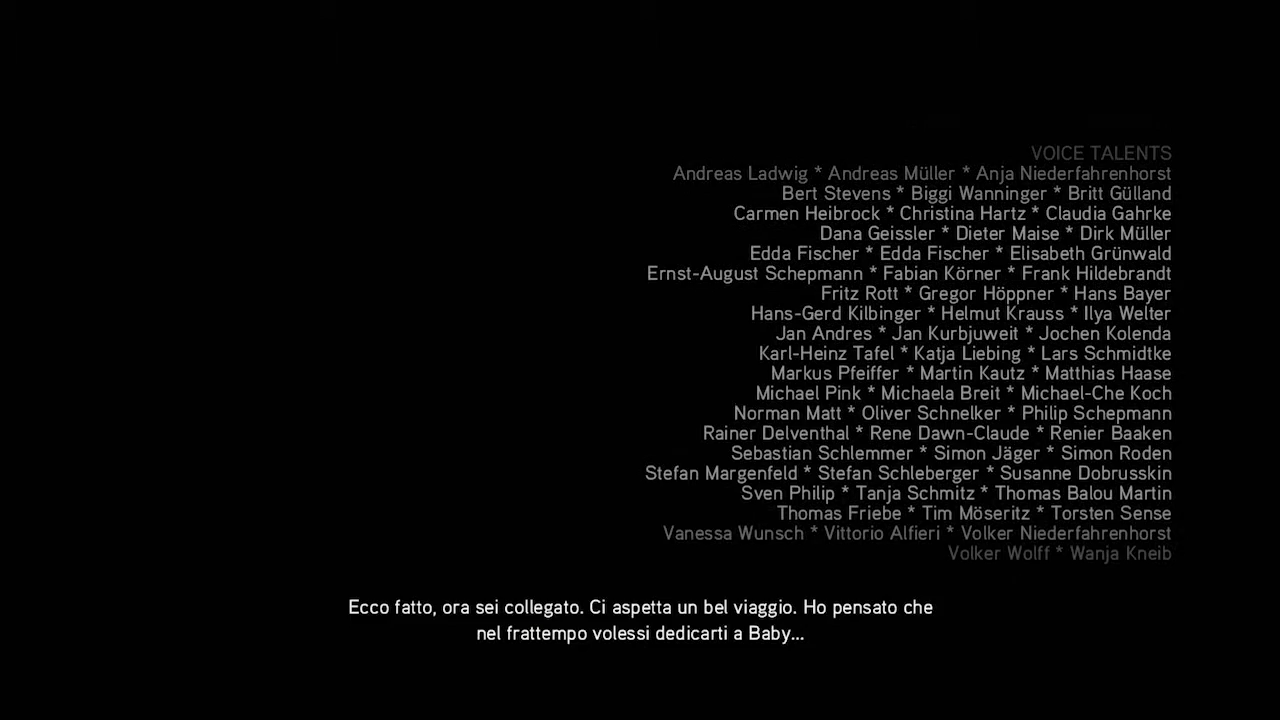 VOICE TALENTS
Andreas Ladwig * Andreas Müller * Anja Niederfahrenhorst
Bert Stevens * Biggi Wanninger * Britt Gülland
Carmen Heibrock * Christina Hartz * Claudia Gahrke
Dana Geissler * Dieter Maise * Dirk Müller
Edda Fischer * Edda Fischer * Elisabeth Grünwald
Ernst-August Schepmann * Fabian Körner * Frank Hildebrandt
Fritz Rott * Gregor Höppner * Hans Bayer
Hans-Gerd Kilbinger * Helmut Krauss * Ilya Welter
Jan Andres * Jan Kurbjuweit * Jochen Kolenda
Karl-Heinz Tafel * Katja Liebing * Lars Schmidtke
Markus Pfeiffer * Martin Kautz * Matthias Haase
Michael Pink * Michaela Breit * Michael-Che Koch
Norman Matt * Oliver Schnelker * Philip Schepmann
Rainer Delventhal * Rene Dawn-Claude * Renier Baaken
Sebastian Schlemmer * Simon Jäger * Simon Roden
Stefan Margenfeld * Stefan Schleberger * Susanne Dobrusskin
Sven Philip * Tanja Schmitz * Thomas Balou Martin
Thomas Friebe * Tim Möseritz * Torsten Sense
Vanessa Wunsch * Vittorio Alfieri * Volker Niederfahrenhorst
Volker Wolff * Wanja Kneib
Ecco fatto, ora sei collegato. Ci aspetta un bel viaggio. Ho pensato che
nel frattempo volessi dedicarti a Baby...